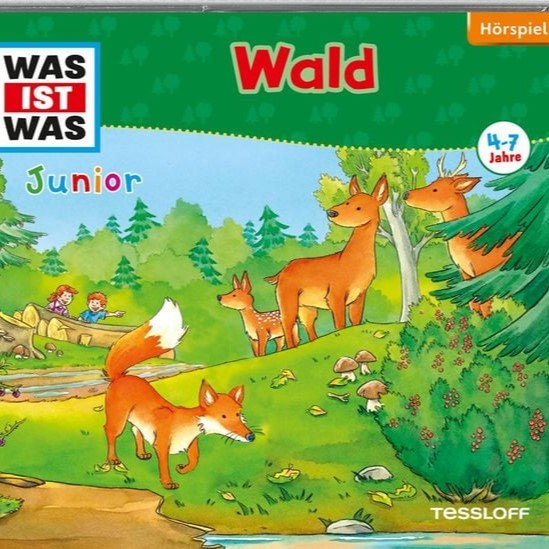 Hörspiel
Wald
WAS
IST
WAS
Junior
4-7
Jahre
TESSLOFF